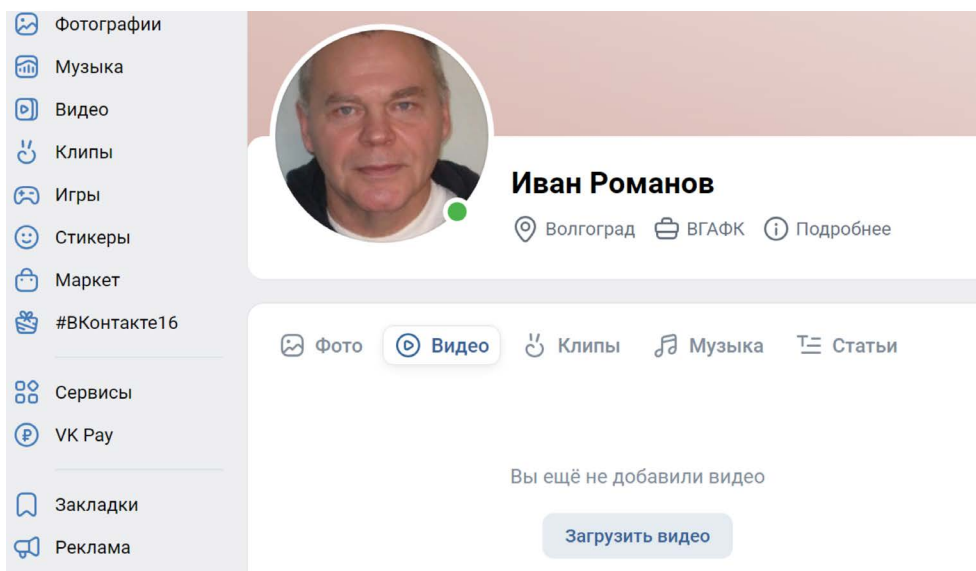 Фотографии
Музыка
Видео
Клипы
Игры
Стикеры
Маркет
#ВКонтакте16
Сервисы
VK Pay
Закладки
Реклама
Иван Романов
Волгоград ВГАФК Подробнее
Фото Видео Клипы Музыка Статьи
Вы ещё не добавили видео
Загрузить видео